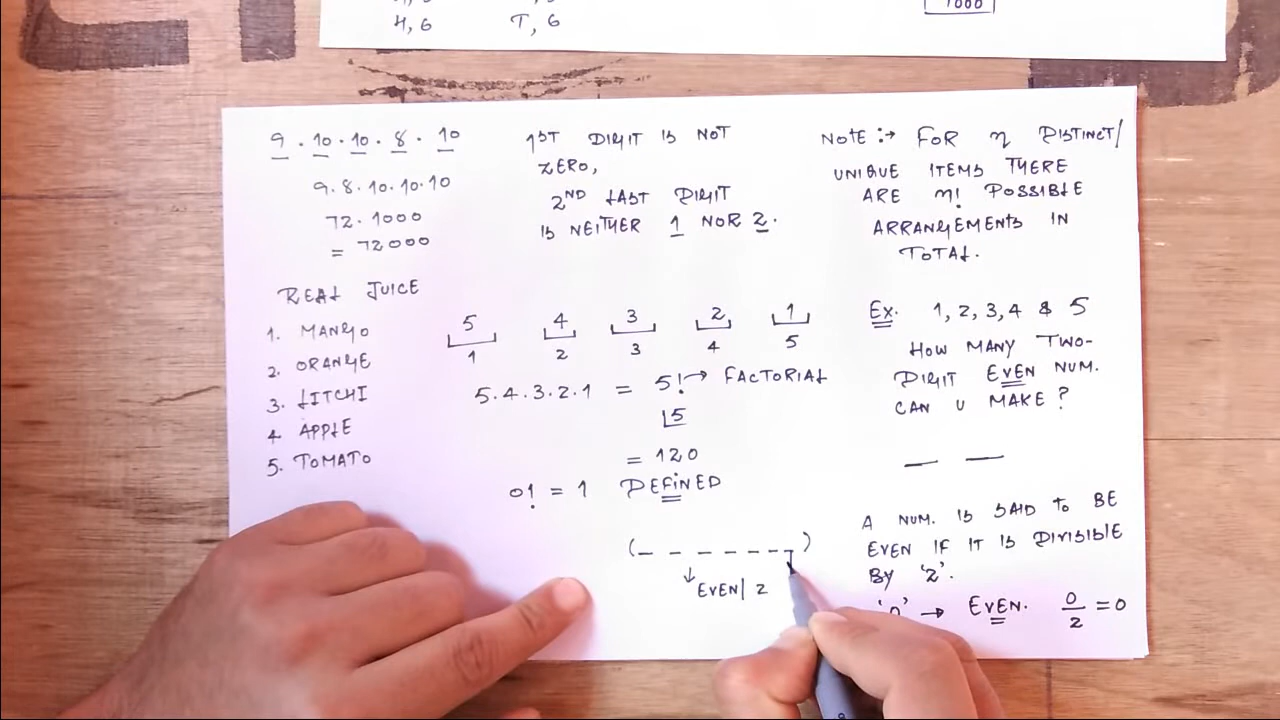 H, 6
T, 6
1000
9 . 10 . 10 . 8 . 10
9.8.10.10.10
72.1000
= 72000
1ST DIGIT IS NOT
ZERO,
2ND LAST DIGIT
IS NEITHER 1 NOR 2.
NOTE :→ FOR n DISTINCT/
UNIQUE ITEMS THERE
ARE n! POSSIBLE
ARRANGEMENTS IN
TOTAL.
REAL JUICE
1. MANGO
2. ORANGE
3. LITCHI
4 APPLE
5. TOMATO
5 4 3 2 1
1 2 3 4 5
5.4.3.2.1 = 5! → FACTORIAL
5
= 120
0! = 1 DEFINED
(_ _ _ _ _ _ _)
↓ EVEN/ 2
Ex. 1, 2, 3, 4 & 5
HOW MANY TWO-
DIGIT EVEN NUM.
CAN U MAKE?
A NUM. IS SAID TO BE
EVEN IF IT IS DIVISIBLE
BY '2'.
'0' → EVEN. 0/2 = 0